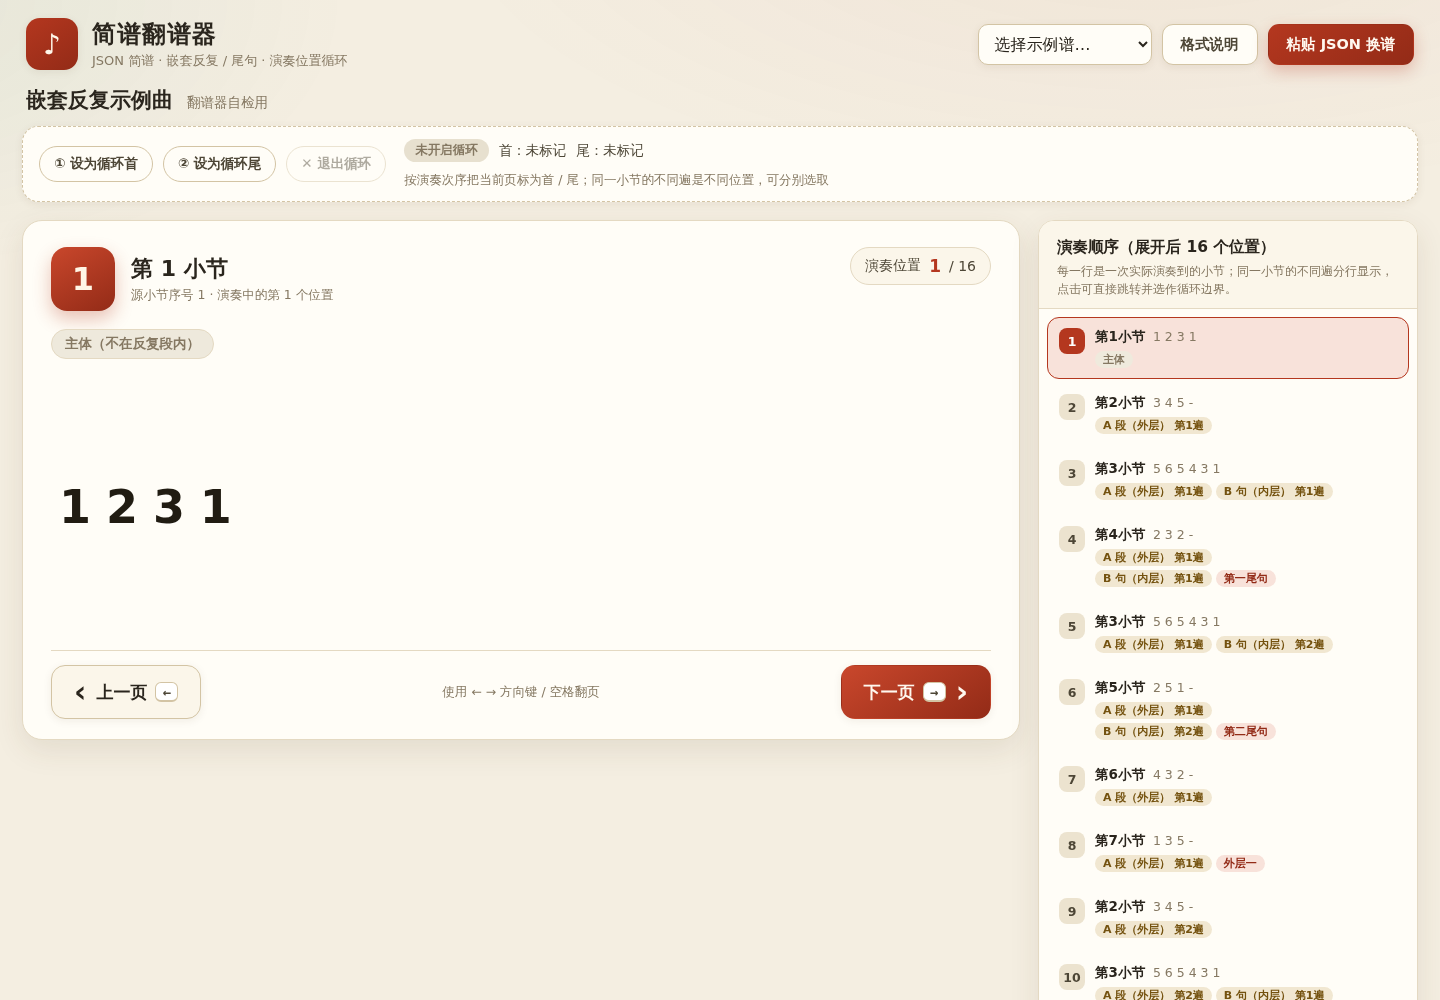 ♪
简谱翻谱器
JSON 简谱 · 嵌套反复 / 尾句 · 演奏位置循环
选择示例谱...
格式说明
粘贴 JSON 换谱
嵌套反复示例曲 翻谱器自检用
① 设为循环首
② 设为循环尾
✕ 退出循环
未开启循环 首：未标记 尾：未标记
按演奏次序把当前页标为首 / 尾；同一小节的不同遍是不同位置，可分别选取
1
第 1 小节
源小节序号 1 · 演奏中的第 1 个位置
演奏位置 1 / 16
主体（不在反复段内）
1 2 3 1
‹ 上一页 ←
使用 ← → 方向键 / 空格翻页
下一页 → ›
演奏顺序（展开后 16 个位置）
每一行是一次实际演奏到的小节；同一小节的不同遍分行显示，
点击可直接跳转并选作循环边界。
1 第1小节 1 2 3 1
主体
2 第2小节 3 4 5 -
A 段（外层） 第1遍
3 第3小节 5 6 5 4 3 1
A 段（外层） 第1遍 B 句（内层） 第1遍
4 第4小节 2 3 2 -
A 段（外层） 第1遍
B 句（内层） 第1遍 第一尾句
5 第3小节 5 6 5 4 3 1
A 段（外层） 第1遍 B 句（内层） 第2遍
6 第5小节 2 5 1 -
A 段（外层） 第1遍
B 句（内层） 第2遍 第二尾句
7 第6小节 4 3 2 -
A 段（外层） 第1遍
8 第7小节 1 3 5 -
A 段（外层） 第1遍 外层一
9 第2小节 3 4 5 -
A 段（外层） 第2遍
10 第3小节 5 6 5 4 3 1
A 段（外层） 第2遍 B 句（内层） 第1遍